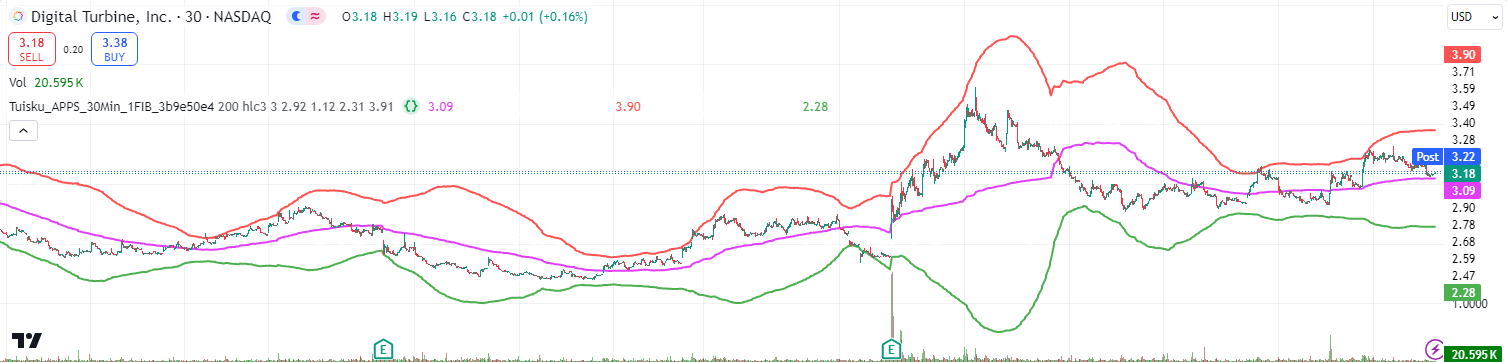 Digital Turbine, Inc. · 30 · NASDAQ O3.18 H3.19 L3.16 C3.18 +0.01 (+0.16%)
3.18 SELL 0.20 3.38 BUY
Vol 20.595 K
Tuisku_APPS_30Min_1FIB_3b9e50e4 200 hlc3 3 2.92 1.12 2.31 3.91 {} 3.09 3.90 2.28
USD
3.90
3.71
3.59
3.49
3.40
3.28
Post 3.22
3.18
3.09
2.90
2.78
2.68
2.59
2.47
2.28
1.0000
E E
20.595 K